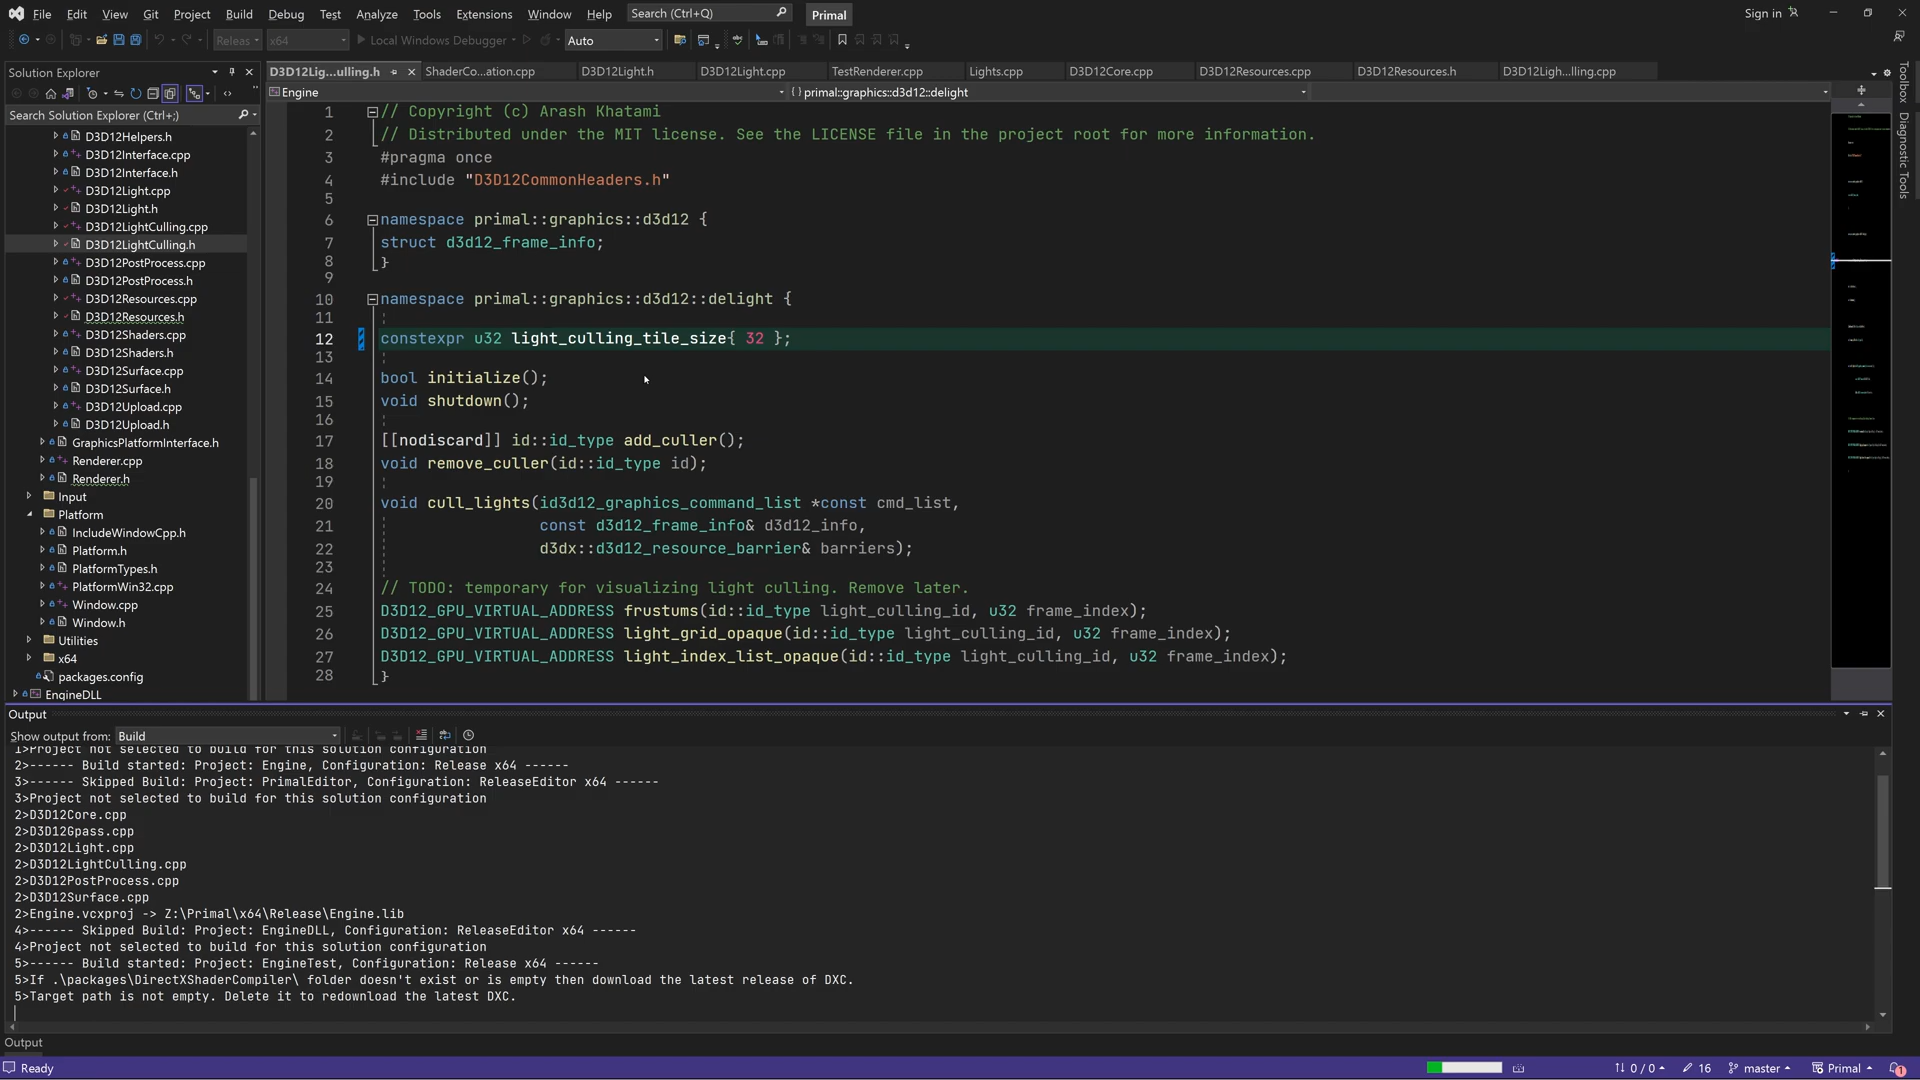 File Edit View Git Project Build Debug Test Analyze Tools Extensions Window Help Search (Ctrl+Q) Primal Sign in
Releas x64 Local Windows Debugger Auto
Solution Explorer
D3D12Lig...ulling.h ShaderCo...ation.cpp D3D12Light.h D3D12Light.cpp TestRenderer.cpp Lights.cpp D3D12Core.cpp D3D12Resources.cpp D3D12Resources.h D3D12Ligh...lling.cpp
Engine {} primal::graphics::d3d12::delight
Search Solution Explorer (Ctrl+;)
D3D12Helpers.h
D3D12Interface.cpp
D3D12Interface.h
D3D12Light.cpp
D3D12Light.h
D3D12LightCulling.cpp
D3D12LightCulling.h
D3D12PostProcess.cpp
D3D12PostProcess.h
D3D12Resources.cpp
D3D12Resources.h
D3D12Shaders.cpp
D3D12Shaders.h
D3D12Surface.cpp
D3D12Surface.h
D3D12Upload.cpp
D3D12Upload.h
GraphicsPlatformInterface.h
Renderer.cpp
Renderer.h
Input
Platform
IncludeWindowCpp.h
Platform.h
PlatformTypes.h
PlatformWin32.cpp
Window.cpp
Window.h
Utilities
x64
packages.config
EngineDLL
1 // Copyright (c) Arash Khatami
2 // Distributed under the MIT license. See the LICENSE file in the project root for more information.
3 #pragma once
4 #include "D3D12CommonHeaders.h"
5
6 namespace primal::graphics::d3d12 {
7 struct d3d12_frame_info;
8 }
9
10 namespace primal::graphics::d3d12::delight {
11
12 constexpr u32 light_culling_tile_size{ 32 };
13
14 bool initialize();
15 void shutdown();
16
17 [[nodiscard]] id::id_type add_culler();
18 void remove_culler(id::id_type id);
19
20 void cull_lights(id3d12_graphics_command_list *const cmd_list,
21 const d3d12_frame_info& d3d12_info,
22 d3dx::d3d12_resource_barrier& barriers);
23
24 // TODO: temporary for visualizing light culling. Remove later.
25 D3D12_GPU_VIRTUAL_ADDRESS frustums(id::id_type light_culling_id, u32 frame_index);
26 D3D12_GPU_VIRTUAL_ADDRESS light_grid_opaque(id::id_type light_culling_id, u32 frame_index);
27 D3D12_GPU_VIRTUAL_ADDRESS light_index_list_opaque(id::id_type light_culling_id, u32 frame_index);
28 }
Toolbox
Diagnostic Tools
Output
Show output from: Build
1>Project not selected to build for this solution configuration
2>------ Build started: Project: Engine, Configuration: Release x64 ------
3>------ Skipped Build: Project: PrimalEditor, Configuration: ReleaseEditor x64 ------
3>Project not selected to build for this solution configuration
2>D3D12Core.cpp
2>D3D12Gpass.cpp
2>D3D12Light.cpp
2>D3D12LightCulling.cpp
2>D3D12PostProcess.cpp
2>D3D12Surface.cpp
2>Engine.vcxproj -> Z:\Primal\x64\Release\Engine.lib
4>------ Skipped Build: Project: EngineDLL, Configuration: ReleaseEditor x64 ------
4>Project not selected to build for this solution configuration
5>------ Build started: Project: EngineTest, Configuration: Release x64 ------
5>If .\packages\DirectXShaderCompiler\ folder doesn't exist or is empty then download the latest release of DXC.
5>Target path is not empty. Delete it to redownload the latest DXC.
Output
Ready 0 / 0 16 master Primal 1